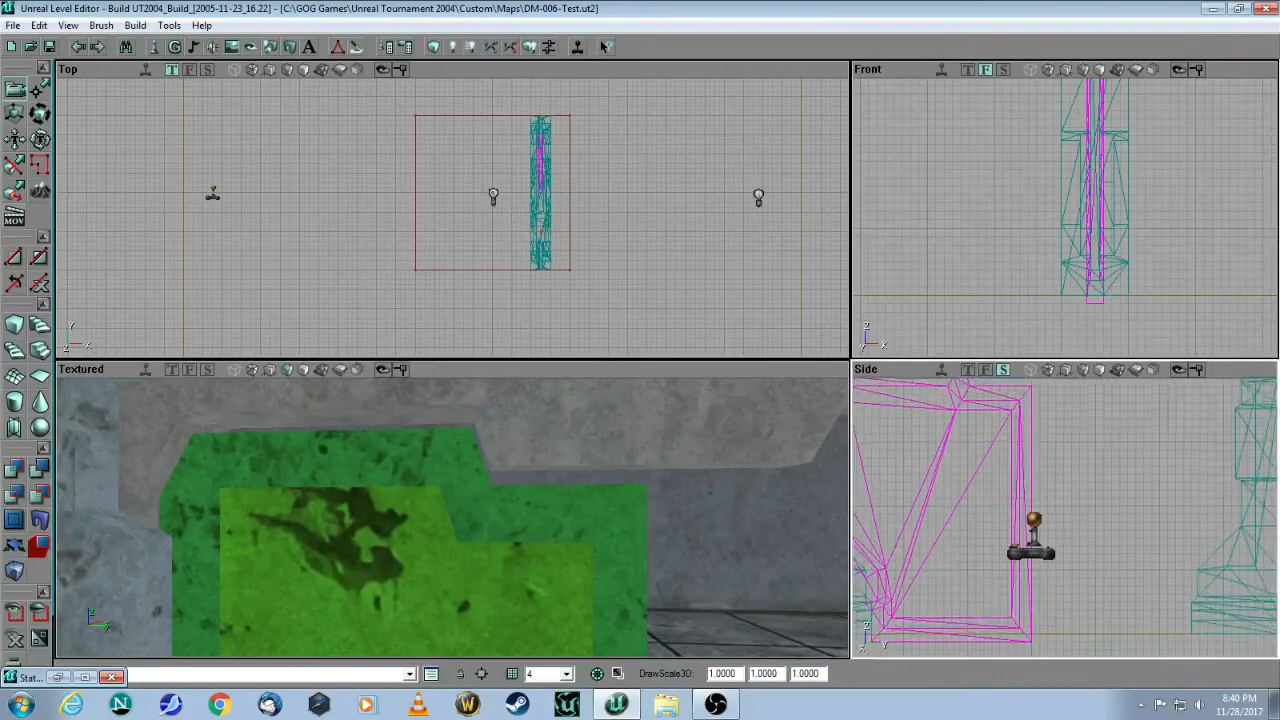 Unreal Level Editor - Build UT2004_Build_[2005-11-23_16.22] - [C:\GOG Games\Unreal Tournament 2004\Custom\Maps\DM-006-Test.ut2]
File Edit View Brush Build Tools Help
Top T F S
Front T F S
Textured T F S
Side T F S
MOV
Y
Z X
Z
Y X
Z
X Y
Z
Y
Stat... 4 DrawScale3D: 1.0000 1.0000 1.0000
8:40 PM
11/28/2017